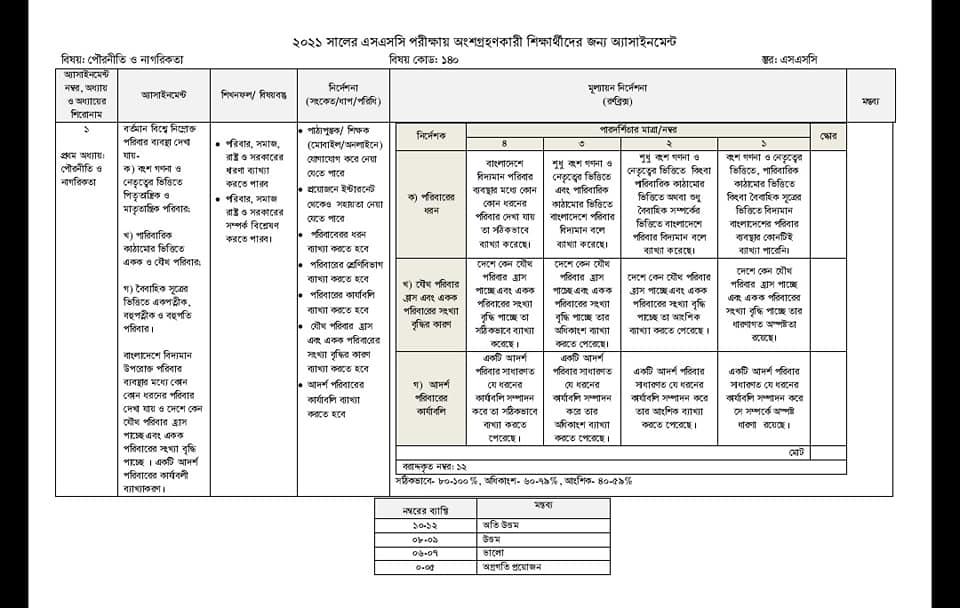 ২০২১ সালের এসএসসি পরীক্ষায় অংশগ্রহণকারী শিক্ষার্থীদের জন্য অ্যাসাইনমেন্ট
বিষয়: পৌরনীতি ও নাগরিকতা
বিষয় কোড: ১৪০
স্তর: এসএসসি
অ্যাসাইনমেন্ট
নম্বর, অধ্যায়
ও অধ্যায়ের
শিরোনাম
অ্যাসাইনমেন্ট
শিখনফল/ বিষয়বস্তু
নির্দেশনা
(সংকেত/ধাপ/পরিধি)
মূল্যায়ন নির্দেশনা
(রুব্রিক্স)
মন্তব্য
১
প্রথম অধ্যায়:
পৌরনীতি ও
নাগরিকতা
বর্তমান বিশ্বে নিম্নোক্ত
পরিবার ব্যবস্থা দেখা
যায়-
ক) বংশ গণনা ও
নেতৃত্বের ভিত্তিতে
পিতৃতান্ত্রিক ও
মাতৃতান্ত্রিক পরিবার;
খ) পারিবারিক
কাঠামোর ভিত্তিতে
একক ও যৌথ পরিবার;
গ) বৈবাহিক সূত্রের
ভিত্তিতে একপত্নীক,
বহুপত্নীক ও বহুপতি
পরিবার।
বাংলাদেশে বিদ্যমান
উপরোক্ত পরিবার
ব্যবস্থার মধ্যে কোন
কোন ধরনের পরিবার
দেখা যায় ও দেশে কেন
যৌথ পরিবার হ্রাস
পাচ্ছে এবং একক
পরিবারের সংখ্যা বৃদ্ধি
পাচ্ছে । একটি আদর্শ
পরিবারের কার্যাবলী
ব্যাখ্যাকরণ।
• পরিবার, সমাজ,
রাষ্ট্র ও সরকারের
ধারণা ব্যাখ্যা
করতে পারব
• পরিবার, সমাজ
রাষ্ট্র ও সরকারের
সম্পর্ক বিশ্লেষণ
করতে পারব।
• পাঠ্যপুস্তক/ শিক্ষক
(মোবাইল/অনলাইনে)
যোগাযোগ করে নেয়া
যেতে পারে
• প্রয়োজনে ইন্টারনেট
থেকেও সহায়তা নেয়া
যেতে পারে
• পরিবারের ধরন
ব্যাখ্যা করতে হবে
• পরিবারের শ্রেণিবিভাগ
ব্যাখ্যা করতে হবে
• পরিবারের কার্যাবলি
ব্যাখ্যা করতে হবে
• যৌথ পরিবার হ্রাস
এবং একক পরিবারের
সংখ্যা বৃদ্ধির কারণ
ব্যাখ্যা করতে হবে
• আদর্শ পরিবারের
কার্যাবলি ব্যাখ্যা
করতে হবে
নির্দেশক
পারদর্শিতার মাত্রা/নম্বর
স্কোর
৪
৩
২
১
ক) পরিবারের
ধরন
বাংলাদেশে
বিদ্যমান পরিবার
ব্যবস্থার মধ্যে কোন
কোন ধরনের
পরিবার দেখা যায়
তা সঠিকভাবে
ব্যাখ্যা করেছে।
শুধু বংশ গণনা ও
নেতৃত্বের ভিত্তিতে
এবং পারিবারিক
কাঠামোর ভিত্তিতে
বাংলাদেশে পরিবার
বিদ্যমান বলে
ব্যাখ্যা করেছে।
শুধু বংশ গণনা ও
নেতৃত্বের ভিত্তিতে কিংবা
পারিবারিক কাঠামোর
ভিত্তিতে অথবা শুধু
বৈবাহিক সম্পর্কের
ভিত্তিতে বাংলাদেশে
পরিবার বিদ্যমান বলে
ব্যাখ্যা করেছে।
বংশ গণনা ও নেতৃত্বের
ভিত্তিতে, পারিবারিক
কাঠামোর ভিত্তিতে
কিংবা বৈবাহিক সূত্রের
ভিত্তিতে বিদ্যমান
বাংলাদেশের পরিবার
ব্যবস্থার কোনটিই
ব্যাখ্যা পারেনি।
খ) যৌথ পরিবার
হ্রাস এবং একক
পরিবারের সংখ্যা
বৃদ্ধির কারণ
দেশে কেন যৌথ
পরিবার হ্রাস
পাচ্ছে এবং একক
পরিবারের সংখ্যা
বৃদ্ধি পাচ্ছে তা
সঠিকভাবে ব্যাখ্যা
করেছে।
দেশে কেন যৌথ
পরিবার হ্রাস
পাচ্ছে এবং একক
পরিবারের সংখ্যা
বৃদ্ধি পাচ্ছে তার
অধিকাংশ ব্যাখ্যা
করতে পেরেছে।
দেশে কেন যৌথ পরিবার
হ্রাস পাচ্ছে এবং একক
পরিবারের সংখ্যা বৃদ্ধি
পাচ্ছে তা আংশিক
ব্যাখ্যা করতে পেরেছে ।
দেশে কেন যৌথ
পরিবার হ্রাস পাচ্ছে
এবং একক পরিবারের
সংখ্যা বৃদ্ধি পাচ্ছে তার
ধারণাগত অস্পষ্টতা
রয়েছে।
গ) আদর্শ
পরিবারের
কার্যাবলি
একটি আদর্শ
পরিবার সাধারণত
যে ধরনের
কার্যাবলি সম্পাদন
করে তা সঠিকভাবে
ব্যখ্যা করতে
পেরেছে।
একটি আদর্শ
পরিবার সাধারণত
যে ধরনের
কার্যাবলি সম্পাদন
করে তার
অধিকাংশ ব্যাখ্যা
করতে পেরেছে।
একটি আদর্শ পরিবার
সাধারণত যে ধরনের
কার্যাবলি সম্পাদন করে
তার আংশিক ব্যাখ্যা
করতে পেরেছে।
একটি আদর্শ পরিবার
সাধারণত যে ধরনের
কার্যাবলি সম্পাদন করে
সে সম্পর্কে অস্পষ্ট
ধারণা রয়েছে।
মোট
বরাদ্দকৃত নম্বর: ১২
সঠিকভাবে- ৮০-১০০%, অধিকাংশ- ৬০-৭৯%, আংশিক- ৪০-৫৯%
নম্বরের ব্যাপ্তি
মন্তব্য
১০-১২
অতি উত্তম
০৮-০৯
উত্তম
০৬-০৭
ভালো
০-০৫
অগ্রগতি প্রয়োজন